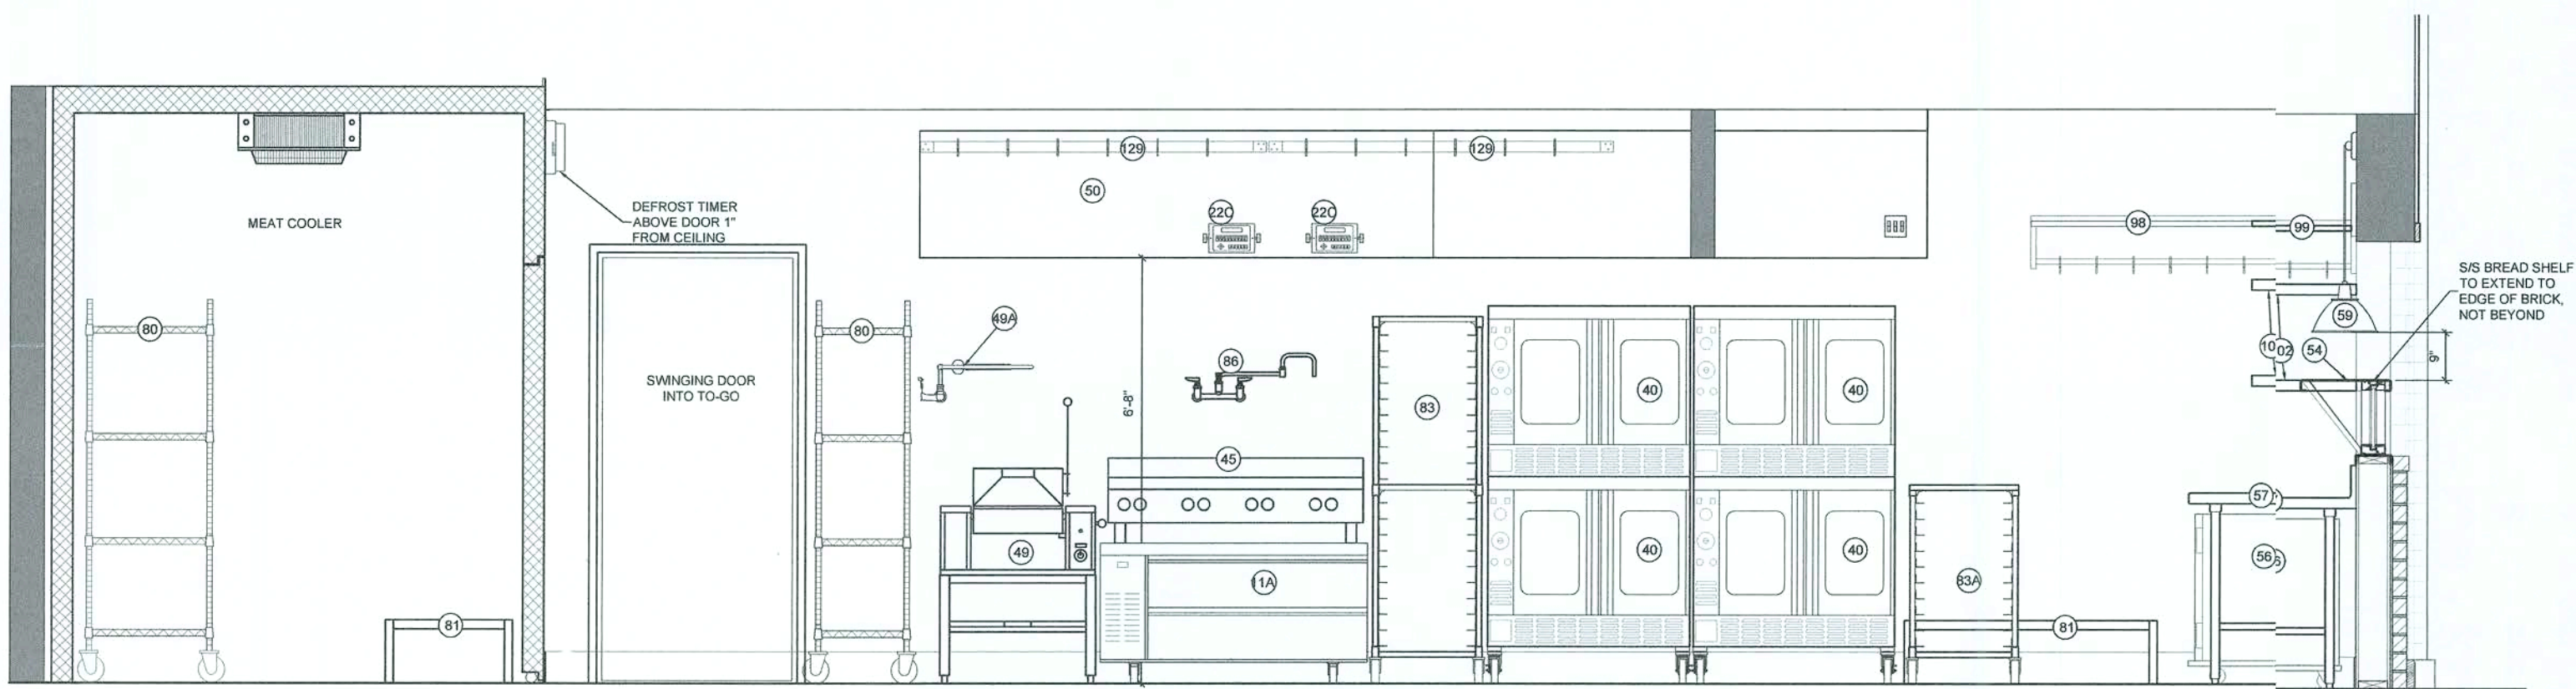 129
129
50
22C
22C
DEFROST TIMER
ABOVE DOOR 1"
FROM CEILING
MEAT COOLER
98
99
S/S BREAD SHELF
TO EXTEND TO
EDGE OF BRICK,
NOT BEYOND
80
80
49A
59
54
02
9"
86
SWINGING DOOR
INTO TO-GO
6'-8"
83
40
40
45
57
49
11A
40
40
56
83A
81
81